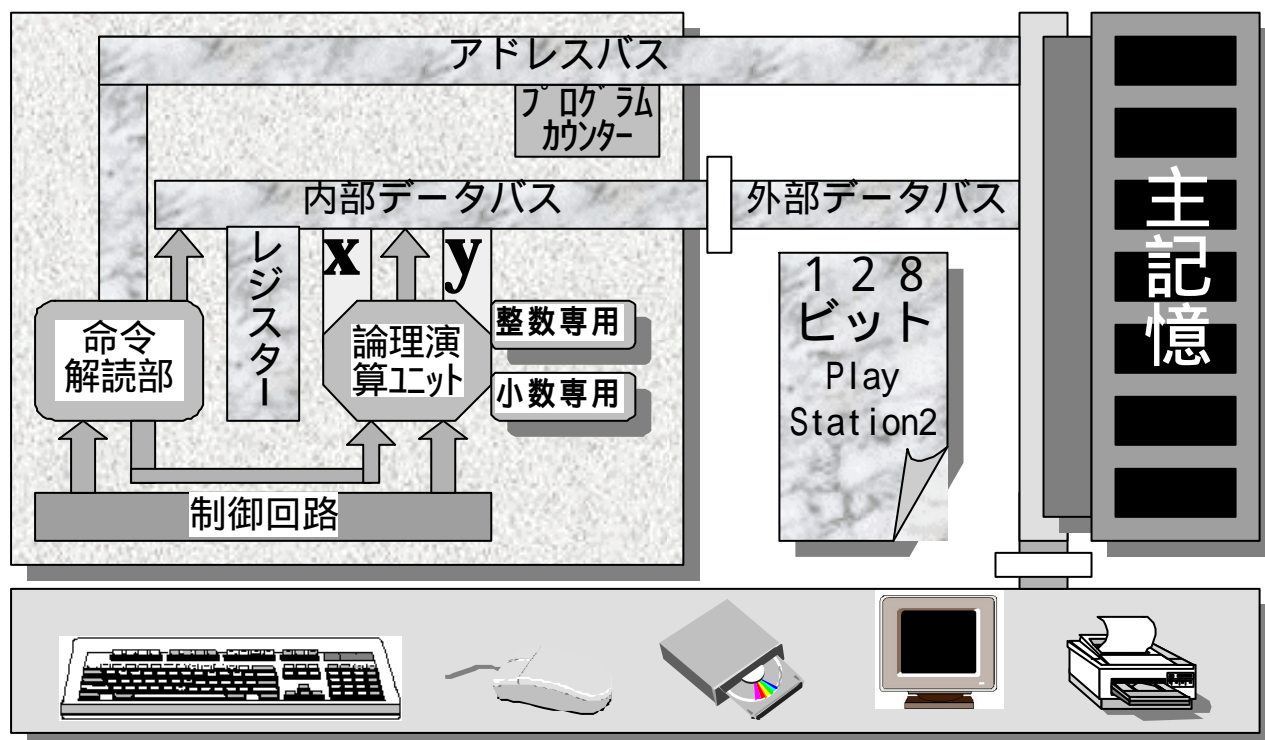 アドレスバス
ﾌﾟﾛｸﾞﾗﾑ
ｶｳﾝﾀｰ
内部データバス
外部データバス
レジスター
x
y
命令
解読部
論理演
算ﾕﾆｯﾄ
整数専用
小数専用
制御回路
128
ビット
Play
Station2
主記憶